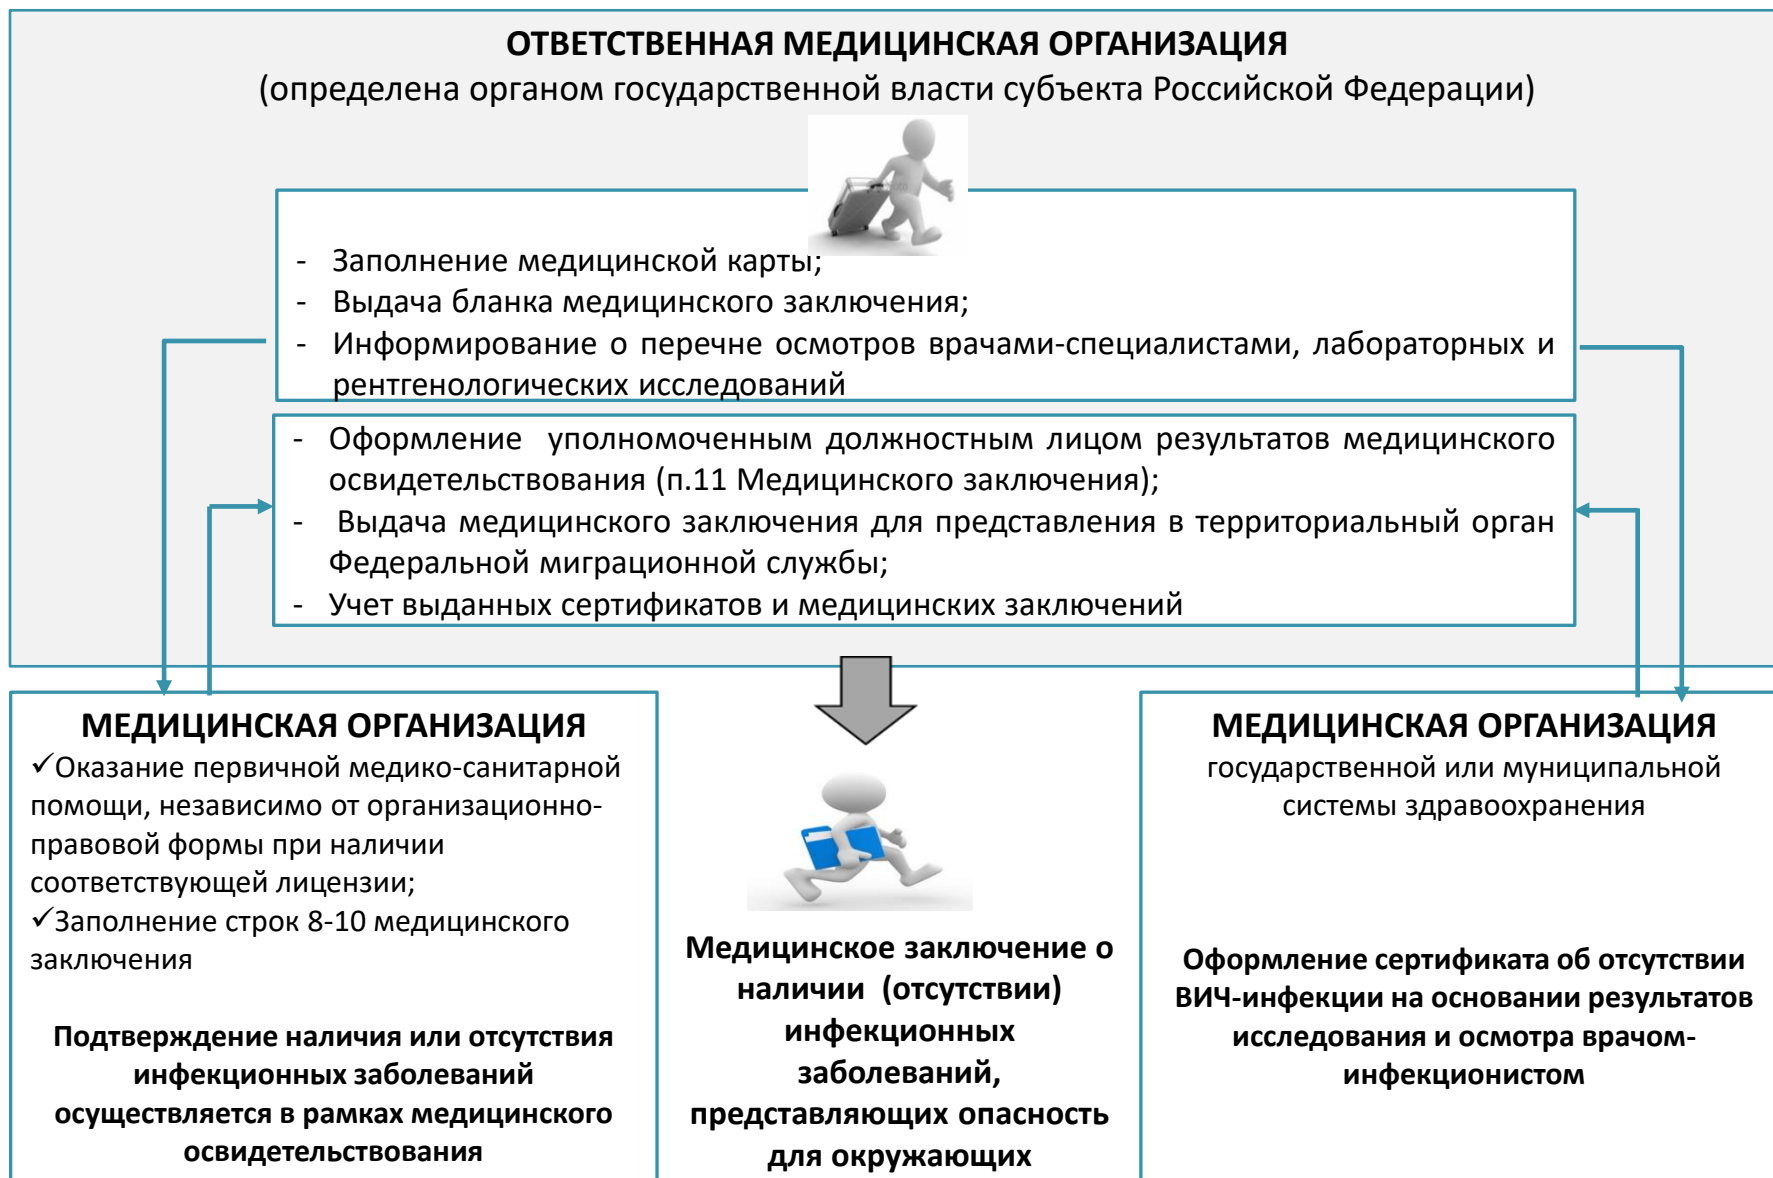 ОТВЕТСТВЕННАЯ МЕДИЦИНСКАЯ ОРГАНИЗАЦИЯ
(определена органом государственной власти субъекта Российской Федерации)
- Заполнение медицинской карты;
- Выдача бланка медицинского заключения;
- Информирование о перечне осмотров врачами-специалистами, лабораторных и
рентгенологических исследований
- Оформление уполномоченным должностным лицом результатов медицинского
освидетельствования (п.11 Медицинского заключения);
- Выдача медицинского заключения для представления в территориальный орган
Федеральной миграционной службы;
- Учет выданных сертификатов и медицинских заключений
МЕДИЦИНСКАЯ ОРГАНИЗАЦИЯ
✓Оказание первичной медико-санитарной
помощи, независимо от организационно-
правовой формы при наличии
соответствующей лицензии;
✓Заполнение строк 8-10 медицинского
заключения
Подтверждение наличия или отсутствия
инфекционных заболеваний
осуществляется в рамках медицинского
освидетельствования
Медицинское заключение о
наличии (отсутствии)
инфекционных
заболеваний,
представляющих опасность
для окружающих
МЕДИЦИНСКАЯ ОРГАНИЗАЦИЯ
государственной или муниципальной
системы здравоохранения
Оформление сертификата об отсутствии
ВИЧ-инфекции на основании результатов
исследования и осмотра врачом-
инфекционистом